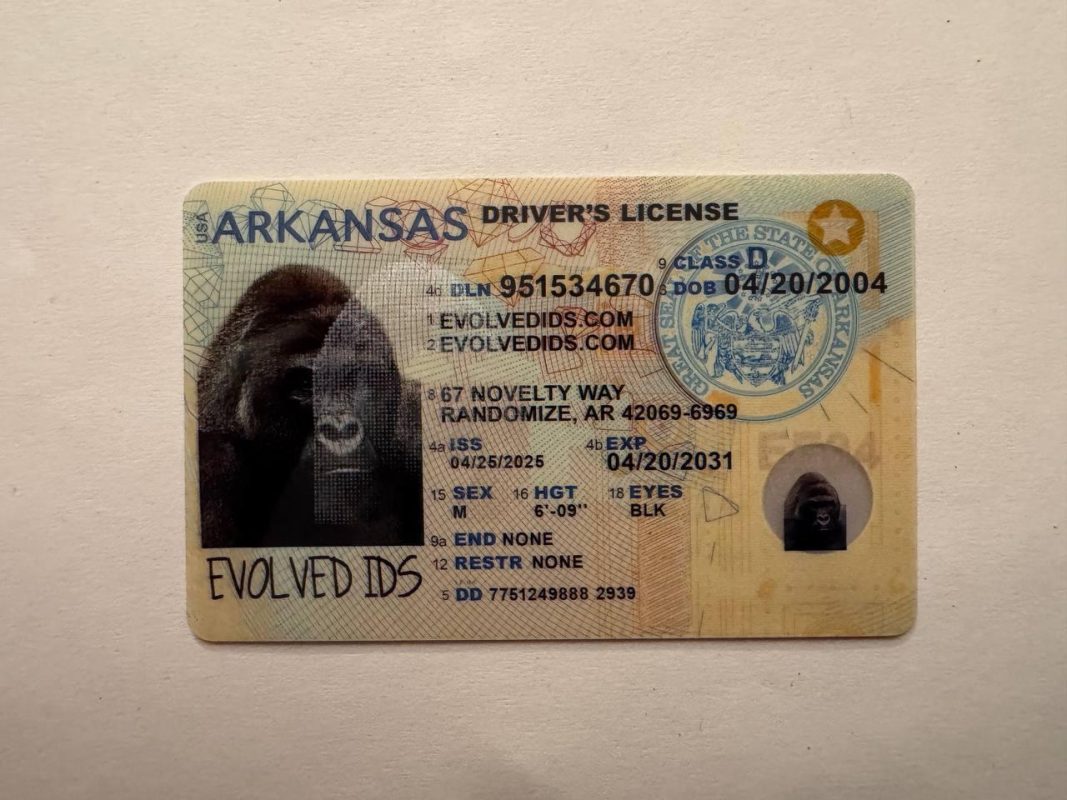 USA
ARKANSAS DRIVER'S LICENSE
9 CLASS D
4d DLN 951534670 3 DOB 04/20/2004
1 EVOLVEDIDS.COM
2 EVOLVEDIDS.COM
GREAT SEAL OF THE STATE OF ARKANSAS
8 67 NOVELTY WAY
RANDOMIZE, AR 42069-6969
4a ISS 4b EXP
04/25/2025 04/20/2031
15 SEX 16 HGT 18 EYES
M 6'-09" BLK
9a END NONE
12 RESTR NONE
5 DD 7751249888 2939
EVOLVED IDS